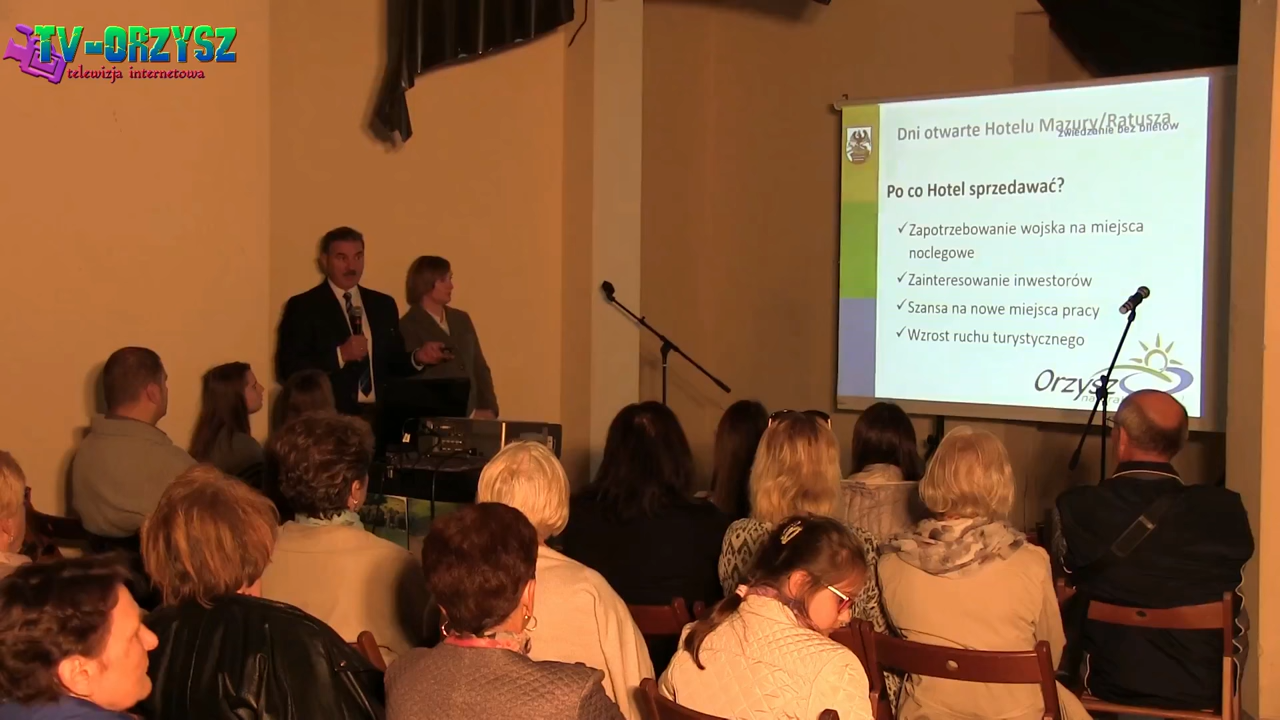 TV-ORZYSZ
telewizja internetowa
Dni otwarte Hotelu Mazury/Ratusza
Zwiedzanie bez biletów
Po co Hotel sprzedawać?
✓Zapotrzebowanie wojska na miejsca
noclegowe
✓Zainteresowanie inwestorów
✓Szansa na nowe miejsca pracy
✓Wzrost ruchu turystycznego
Orzysz